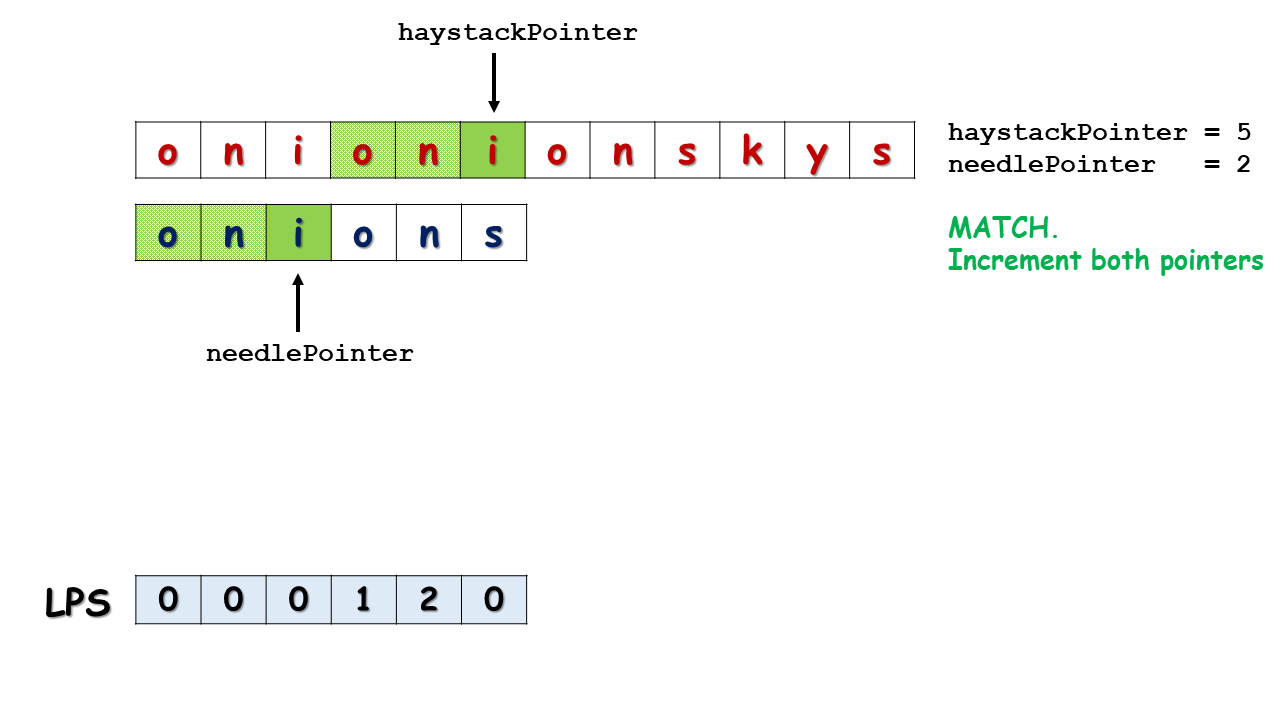 haystackPointer
o n i o n i o n s k y s
haystackPointer = 5
needlePointer = 2
o n i o n s
MATCH.
Increment both pointers
needlePointer
LPS 0 0 0 1 2 0